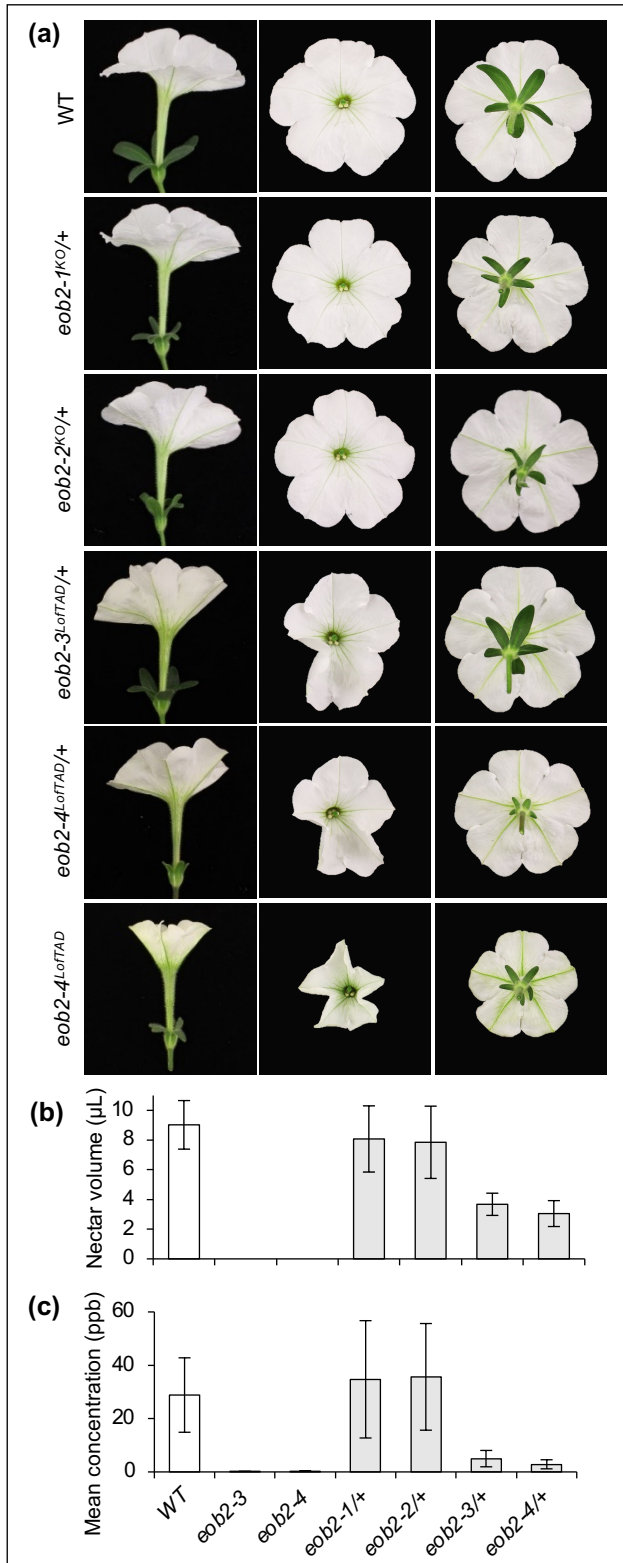 (a)
WT
eob2-1KO/+
eob2-2KO/+
eob2-3LofTAD/+
eob2-4LofTAD/+
eob2-4LofTAD
(b)
Nectar volume (µL)
10
8
6
4
2
0
(c)
Mean concentration (ppb)
60
40
20
0
WT
eob2-3
eob2-4
eob2-1/+
eob2-2/+
eob2-3/+
eob2-4/+